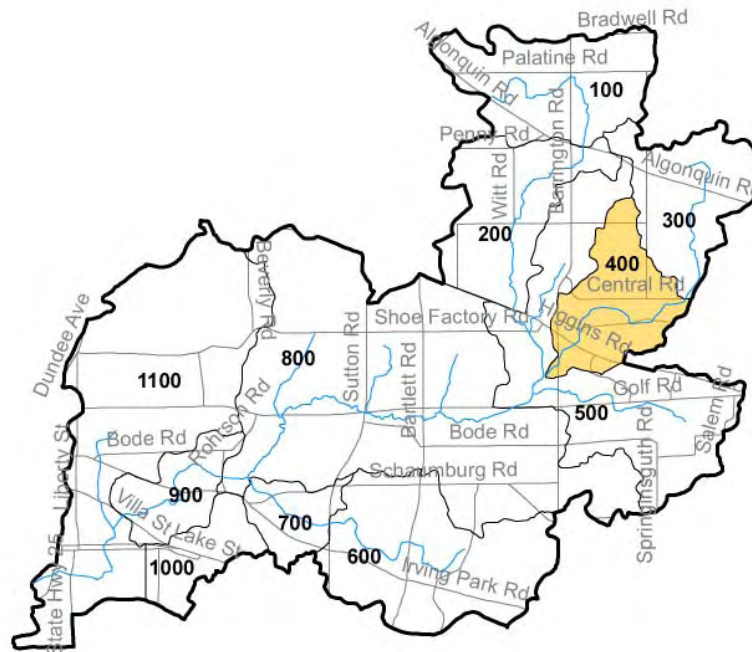 Bradwell Rd
Algonquin Rd
Palatine Rd
100
Barrington Rd
Penny Rd
Algonquin Rd
Witt Rd
300
200
400
Central Rd
Beverly Rd
Dundee Ave
Shoe Factory Rd
Higgins Rd
Sutton Rd
Bartlett Rd
800
1100
Golf Rd
Salem Rd
500
Rohrson Rd
Bode Rd
Bode Rd
Liberty St
Springinsguth Rd
Schaumburg Rd
900
Villa St
Lake St
700
600
State Hwy 25
1000
Irving Park Rd